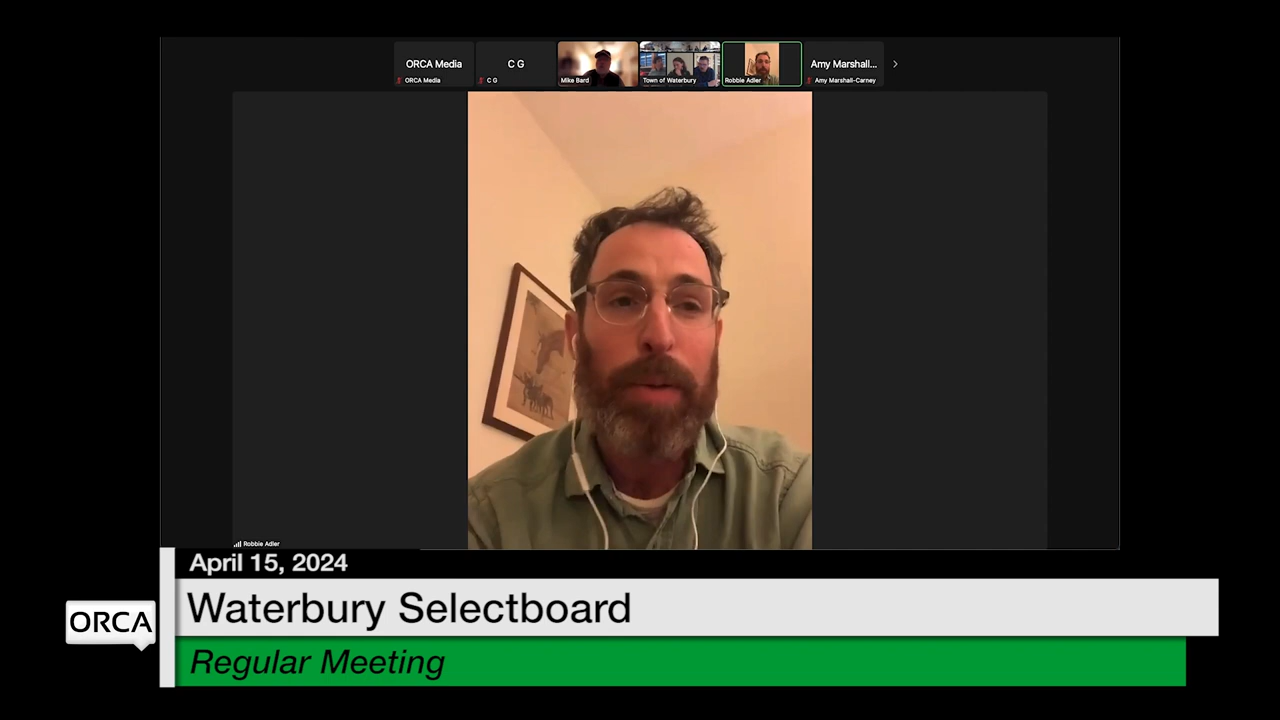 ORCA Media
C G
Amy Marshall...
ORCA Media
C G
Mike Bard
Town of Waterbury
Robbie Adler
Amy Marshall-Carney
Robbie Adler
April 15, 2024
Waterbury Selectboard
ORCA
Regular Meeting